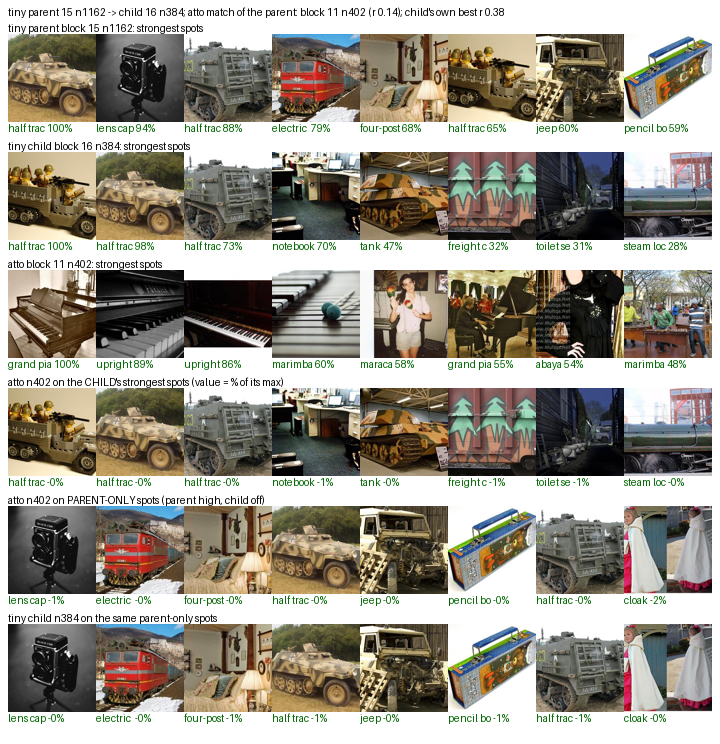 tiny parent 15 n1162 -> child 16 n384; atto match of the parent: block 11 n402 (r 0.14); child's own best r 0.38
tiny parent block 15 n1162: strongest spots
half trac 100% lens cap 94% half trac 88% electric 79% four-post 68% half trac 65% jeep 60% pencil bo 59%
tiny child block 16 n384: strongest spots
half trac 100% half trac 98% half trac 73% notebook 70% tank 47% freight c 32% toilet se 31% steam loc 28%
atto block 11 n402: strongest spots
grand pia 100% upright 89% upright 86% marimba 60% maraca 58% grand pia 55% abaya 54% marimba 48%
atto n402 on the CHILD's strongest spots (value = % of its max)
half trac -0% half trac -0% half trac -0% notebook -1% tank -0% freight c -1% toilet se -1% steam loc -0%
atto n402 on PARENT-ONLY spots (parent high, child off)
lens cap -1% electric -0% four-post -0% half trac -0% jeep -0% pencil bo -0% half trac -0% cloak -2%
tiny child n384 on the same parent-only spots
lens cap -0% electric -0% four-post -1% half trac -1% jeep -0% pencil bo -1% half trac -1% cloak -0%